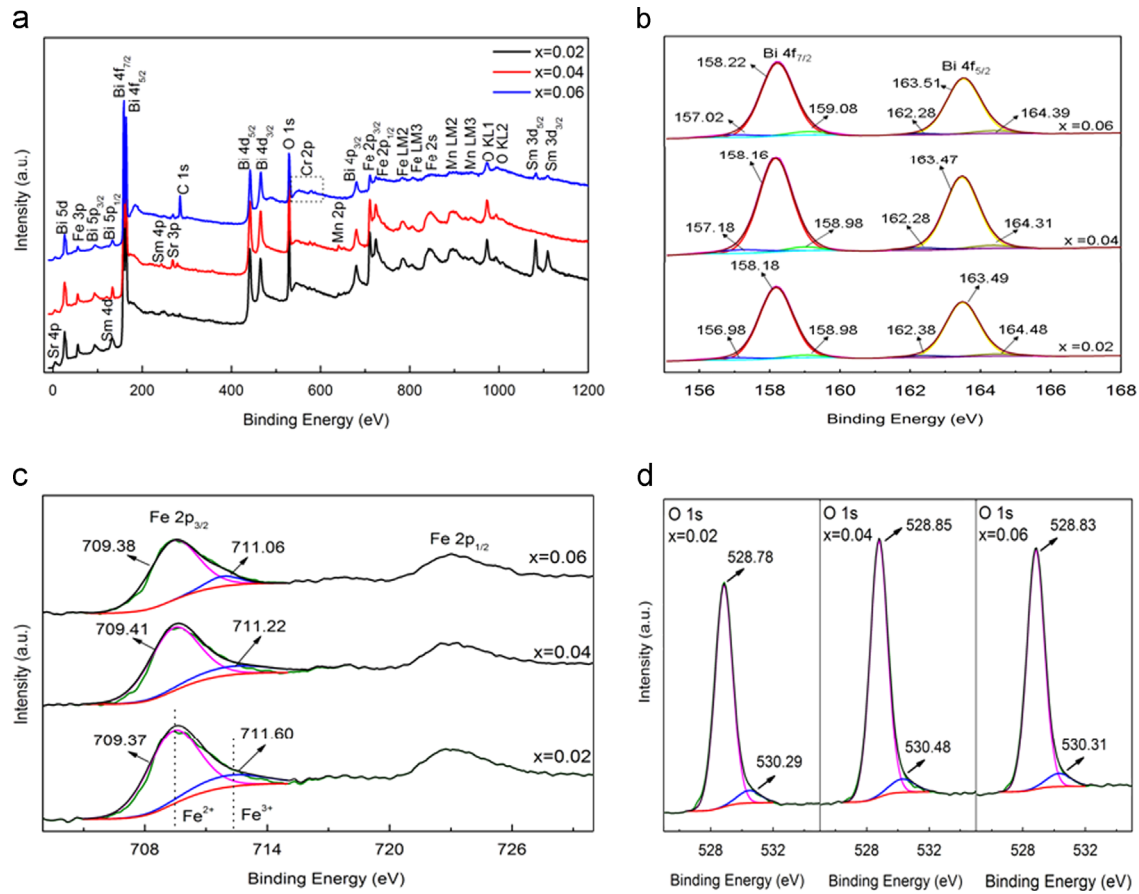 a
Intensity (a.u.)
x=0.02
x=0.04
x=0.06
Sr 4p
Bi 5d
Fe 3p
Bi 5p3/2
Sm 4d
Bi 5p1/2
Bi 4f7/2
Bi 4f5/2
Sm 4p
Sr 3p
C 1s
Bi 4d5/2
Bi 4d3/2
O 1s
Cr 2p
Mn 2p
Bi 4p3/2
Fe 2p3/2
Fe 2p1/2
Fe LM2
Fe LM3
Fe 2s
Mn LM2
Mn LM3
O KL1
O KL2
Sm 3d5/2
Sm 3d3/2
0 200 400 600 800 1000 1200
Binding Energy (eV)
b
Intensity (a.u.)
Bi 4f7/2
Bi 4f5/2
158.22
163.51
157.02
159.08
162.28
164.39
x =0.06
158.16
163.47
157.18
158.98
162.28
164.31
x =0.04
158.18
163.49
156.98
158.98
162.38
164.48
x =0.02
156 158 160 162 164 166 168
Binding Energy (eV)
c
Intensity (a.u.)
Fe 2p3/2
Fe 2p1/2
709.38
711.06
x=0.06
709.41
711.22
x=0.04
709.37
711.60
x=0.02
Fe2+
Fe3+
708 714 720 726
Binding Energy (eV)
d
Intensity (a.u.)
O 1s
x=0.02
528.78
530.29
O 1s
x=0.04
528.85
530.48
O 1s
x=0.06
528.83
530.31
528 532 528 532 528 532
Binding Energy (eV) Binding Energy (eV) Binding Energy (eV)